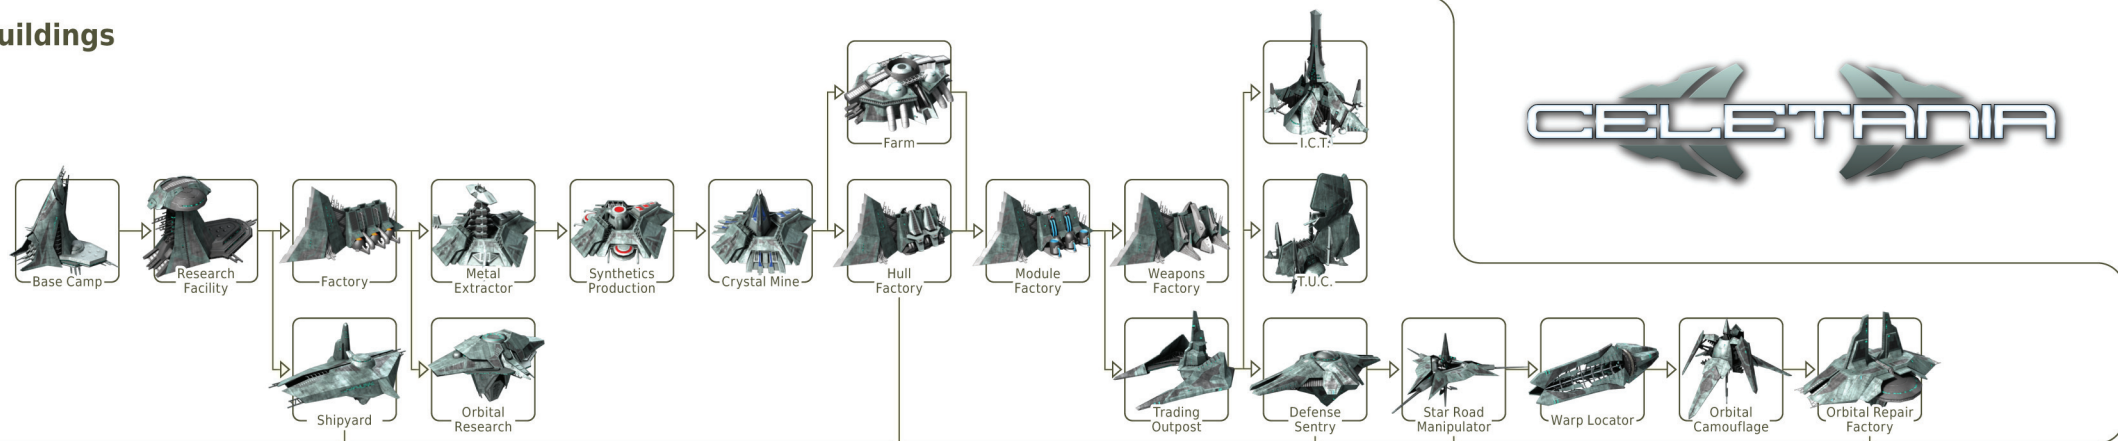 uildings
CELETANIA
Farm
I.C.T.
Base Camp
Research
Facility
Factory
Metal
Extractor
Synthetics
Production
Crystal Mine
Hull
Factory
Module
Factory
Weapons
Factory
T.U.C.
Shipyard
Orbital
Research
Trading
Outpost
Defense
Sentry
Star Road
Manipulator
Warp Locator
Orbital
Camouflage
Orbital Repair
Factory